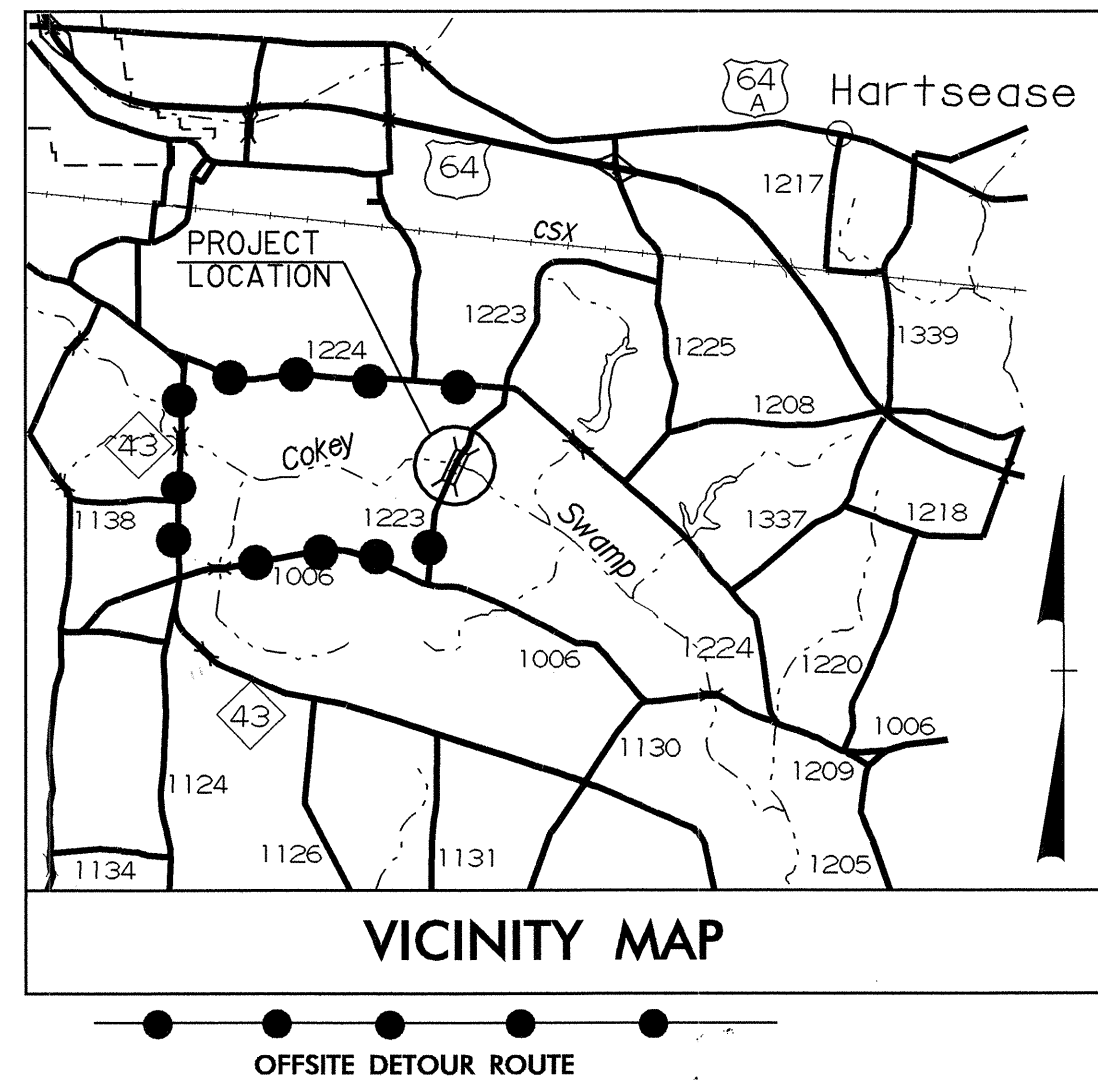 64
A
Hartsease
64
1217
CSX
PROJECT
LOCATION
1223
1339
1224
1225
1208
43
Cokey
1138
1223
Swamp
1337
1218
1006
1006
1224
1220
43
1130
1006
1209
1124
1126
1131
1134
1205
VICINITY MAP
OFFSITE DETOUR ROUTE